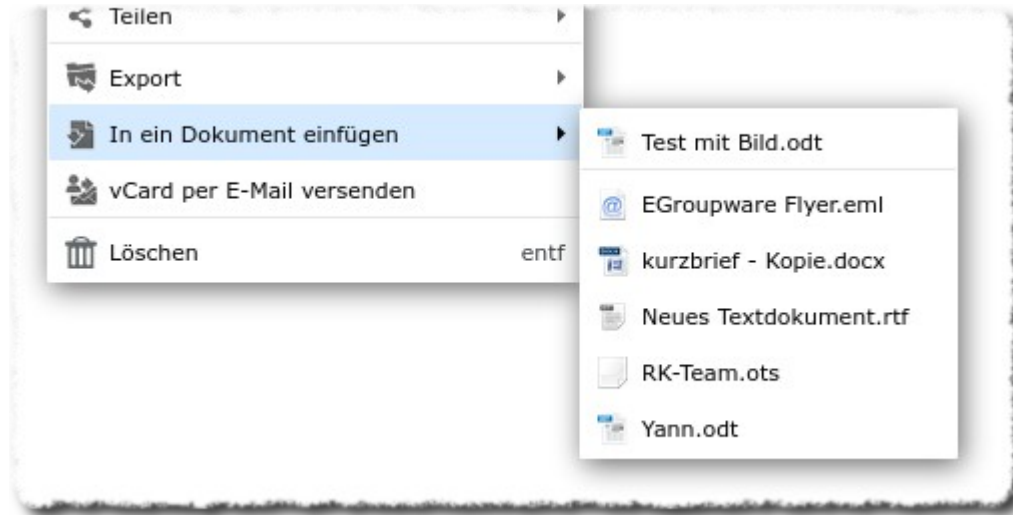 Teilen
Export
In ein Dokument einfügen
vCard per E-Mail versenden
Löschen entf
Test mit Bild.odt
EGroupware Flyer.eml
kurzbrief - Kopie.docx
Neues Textdokument.rtf
RK-Team.ots
Yann.odt